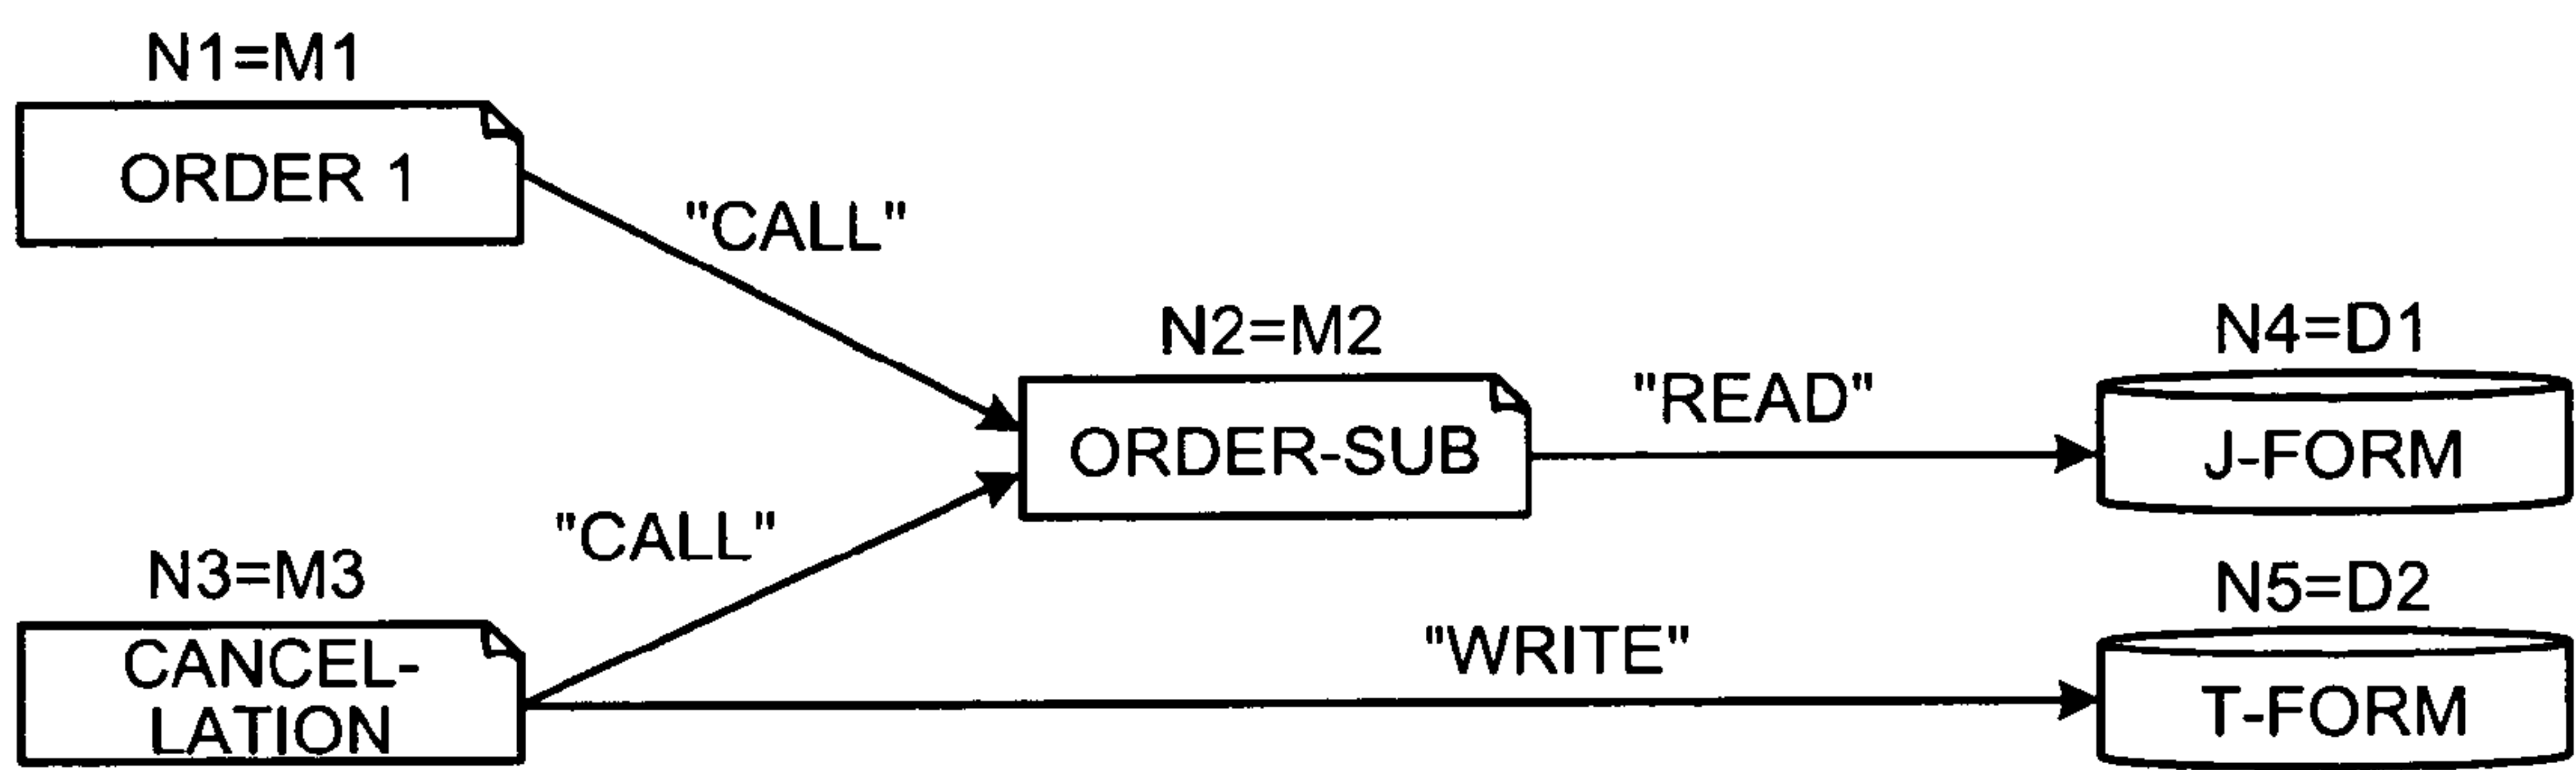 N1=M1
ORDER 1
"CALL"
N2=M2
ORDER-SUB
"READ"
N4=D1
J-FORM
"CALL"
N3=M3
CANCEL-
LATION
"WRITE"
N5=D2
T-FORM